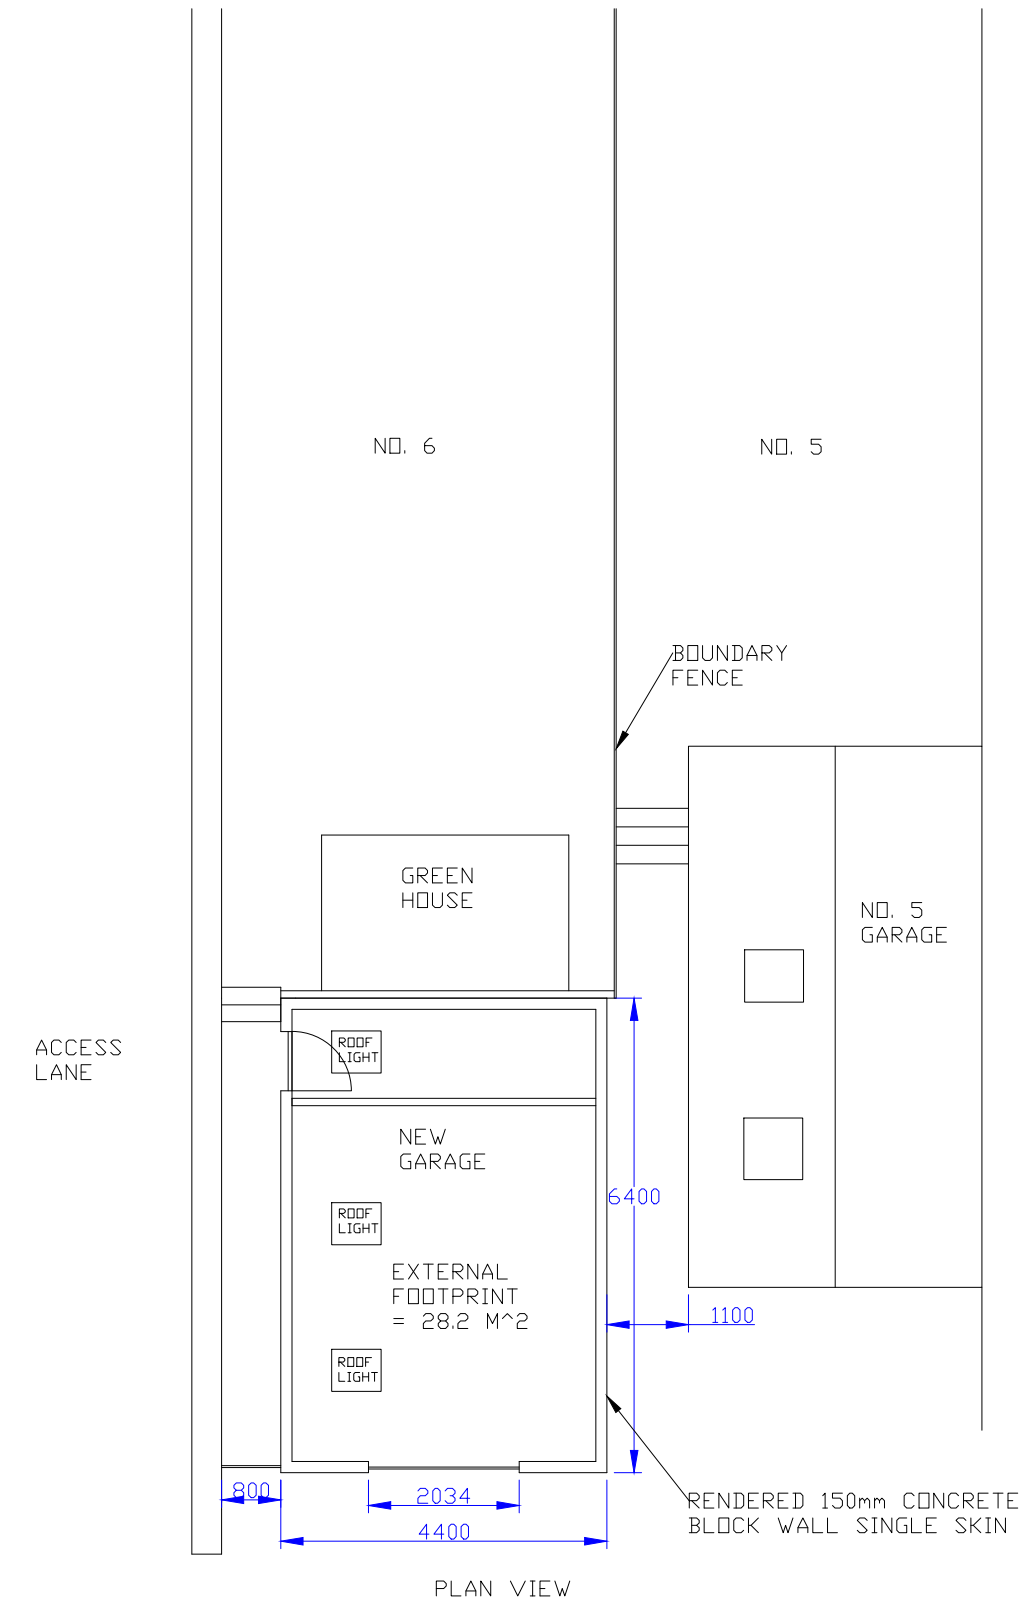 NO. 6
NO. 5
BOUNDARY
FENCE
GREEN
HOUSE
NO. 5
GARAGE
ACCESS
LANE
ROOF
LIGHT
NEW
GARAGE
6400
ROOF
LIGHT
EXTERNAL
FOOTPRINT
= 28.2 M^2
1100
ROOF
LIGHT
800
2034
4400
RENDERED 150mm CONCRETE
BLOCK WALL SINGLE SKIN
PLAN VIEW